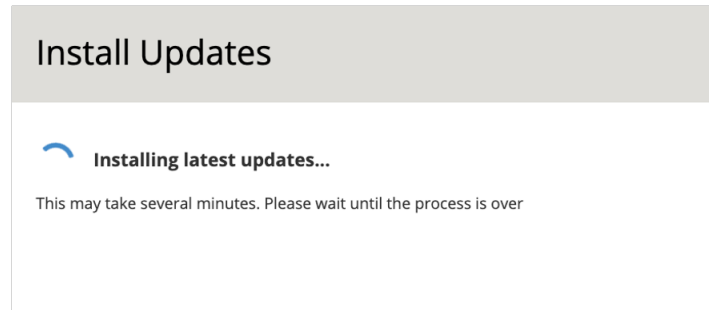 Install Updates
Installing latest updates...
This may take several minutes. Please wait until the process is over